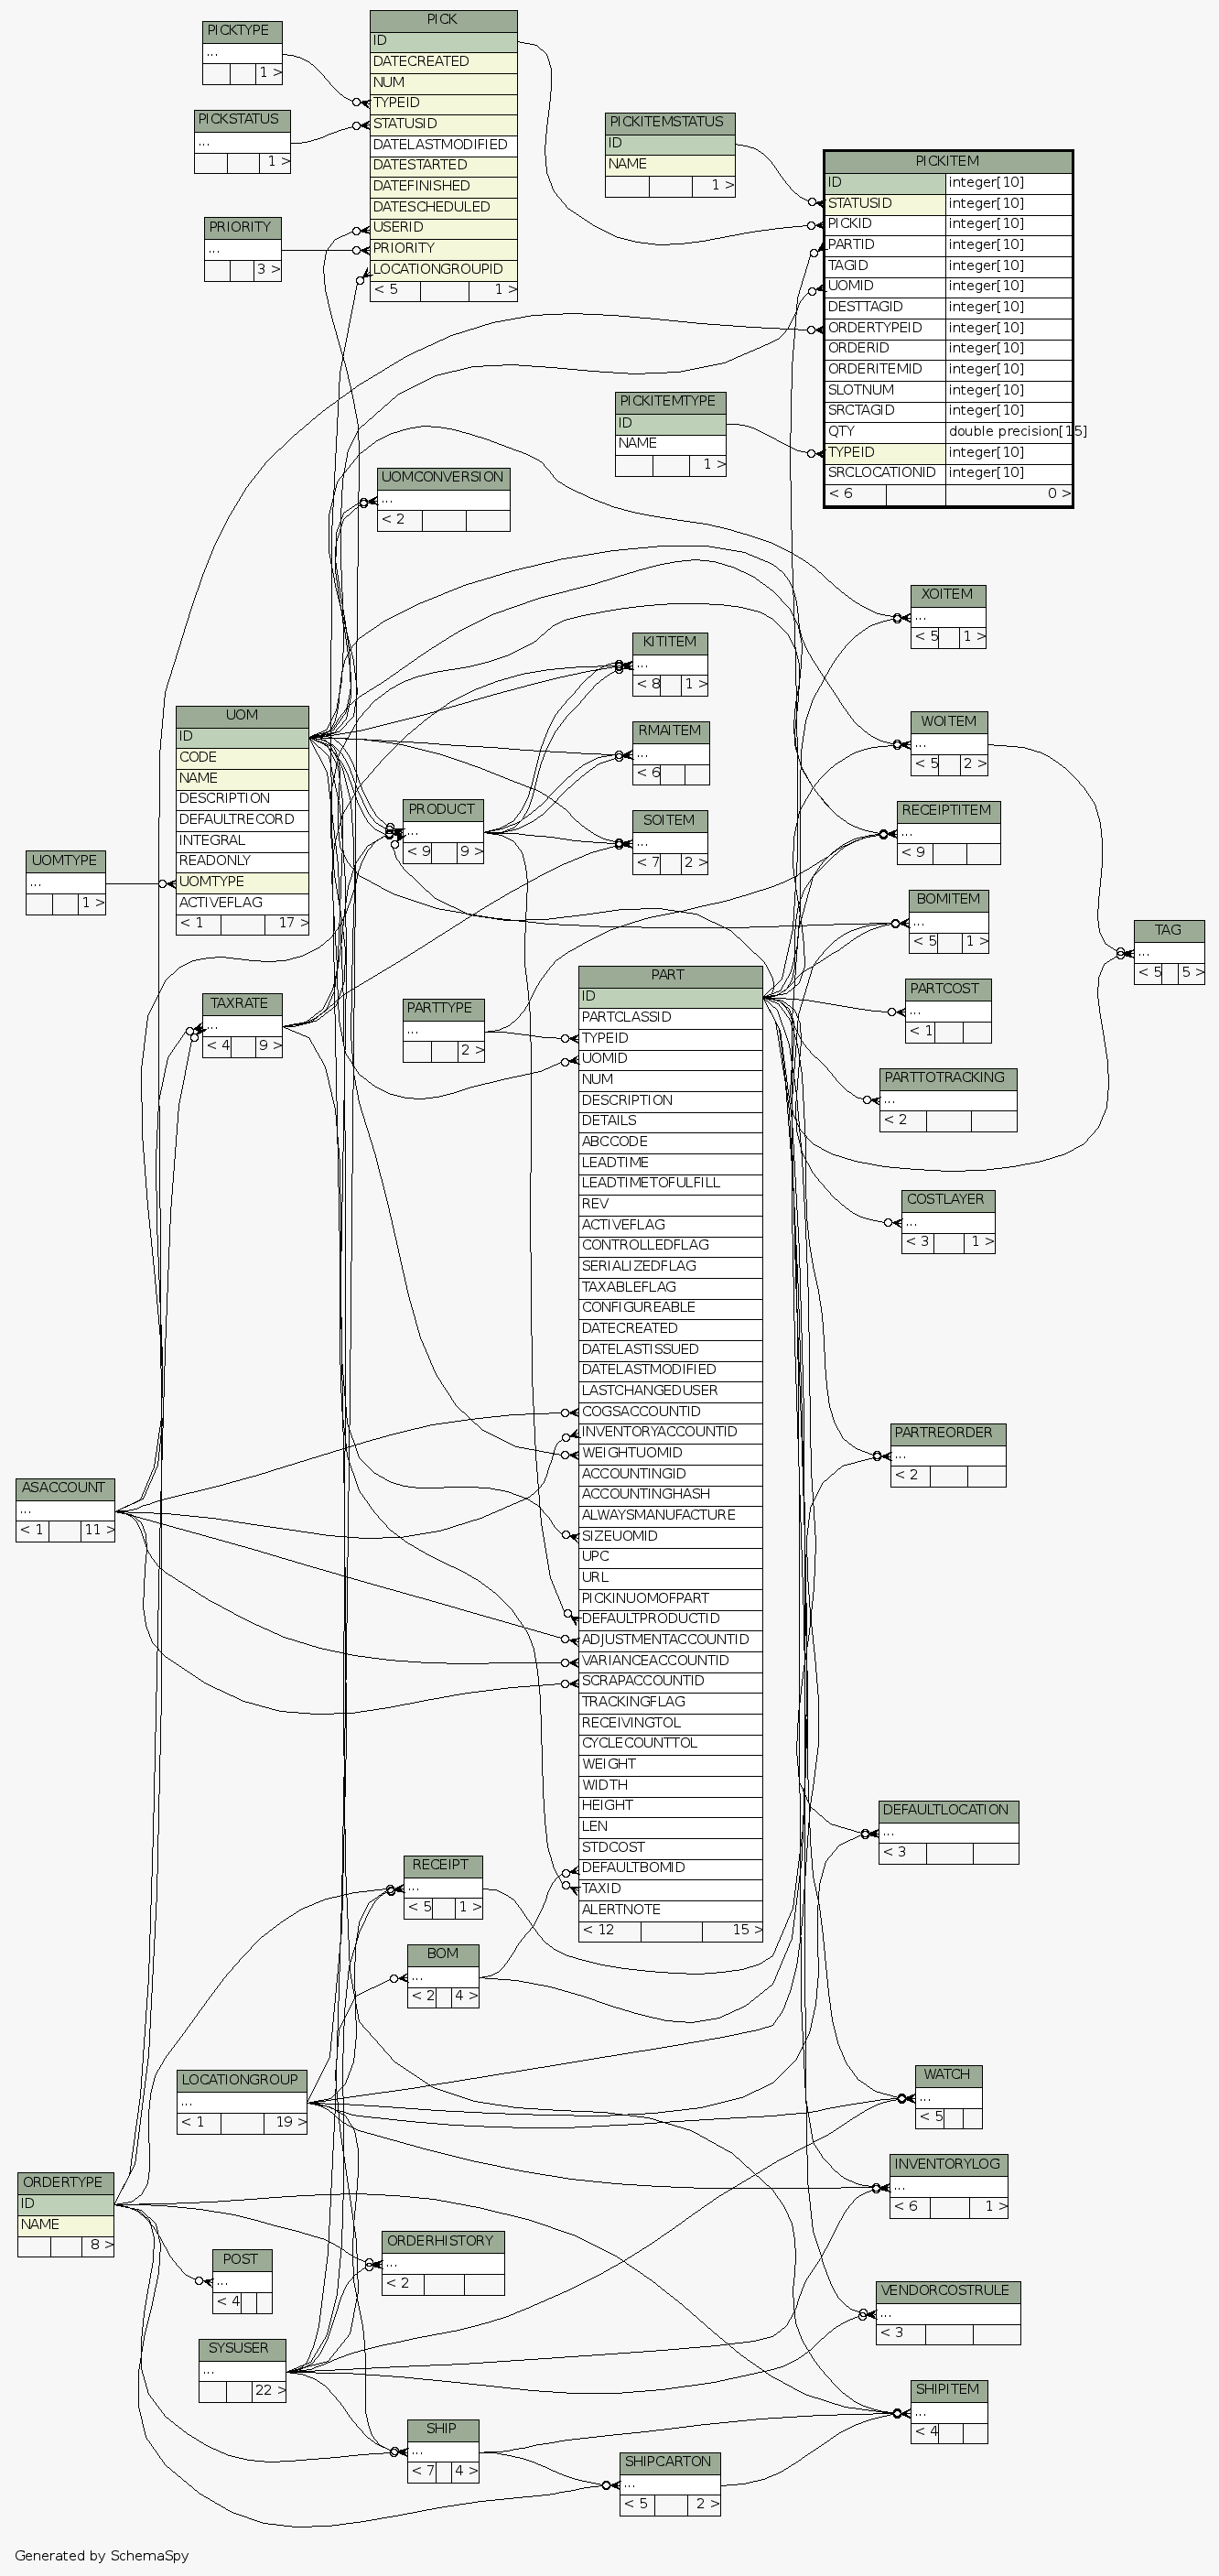 PICKTYPE
...
1 >
PICKSTATUS
...
1 >
PRIORITY
...
3 >
PICK
ID
DATECREATED
NUM
TYPEID
STATUSID
DATELASTMODIFIED
DATESTARTED
DATEFINISHED
DATESCHEDULED
USERID
PRIORITY
LOCATIONGROUPID
< 5 1 >
PICKITEMSTATUS
ID
NAME
1 >
PICKITEM
ID integer[10]
STATUSID integer[10]
PICKID integer[10]
PARTID integer[10]
TAGID integer[10]
UOMID integer[10]
DESTTAGID integer[10]
ORDERTYPEID integer[10]
ORDERID integer[10]
ORDERITEMID integer[10]
SLOTNUM integer[10]
SRCTAGID integer[10]
QTY double precision[15]
TYPEID integer[10]
SRCLOCATIONID integer[10]
< 6 0 >
PICKITEMTYPE
ID
NAME
1 >
UOMCONVERSION
...
< 2
XOITEM
...
< 5 1 >
KITITEM
...
< 8 1 >
UOM
ID
CODE
NAME
DESCRIPTION
DEFAULTRECORD
INTEGRAL
READONLY
UOMTYPE
ACTIVEFLAG
< 1 17 >
RMAITEM
...
< 6
WOITEM
...
< 5 2 >
PRODUCT
...
< 9 9 >
SOITEM
...
< 7 2 >
RECEIPTITEM
...
< 9
UOMTYPE
...
1 >
BOMITEM
...
< 5 1 >
TAG
...
< 5 5 >
TAXRATE
...
< 4 9 >
PARTTYPE
...
2 >
PART
ID
PARTCLASSID
TYPEID
UOMID
NUM
DESCRIPTION
DETAILS
ABCCODE
LEADTIME
LEADTIMETOFULFILL
REV
ACTIVEFLAG
CONTROLLEDFLAG
SERIALIZEDFLAG
TAXABLEFLAG
CONFIGUREABLE
DATECREATED
DATELASTISSUED
DATELASTMODIFIED
LASTCHANGEDUSER
COGSACCOUNTID
INVENTORYACCOUNTID
WEIGHTUOMID
ACCOUNTINGID
ACCOUNTINGHASH
ALWAYSMANUFACTURE
SIZEUOMID
UPC
URL
PICKINUOMOFPART
DEFAULTPRODUCTID
ADJUSTMENTACCOUNTID
VARIANCEACCOUNTID
SCRAPACCOUNTID
TRACKINGFLAG
RECEIVINGTOL
CYCLECOUNTTOL
WEIGHT
WIDTH
HEIGHT
LEN
STDCOST
DEFAULTBOMID
TAXID
ALERTNOTE
< 12 15 >
PARTCOST
...
< 1
PARTTOTRACKING
...
< 2
COSTLAYER
...
< 3 1 >
PARTREORDER
...
< 2
ASACCOUNT
...
< 1 11 >
DEFAULTLOCATION
...
< 3
RECEIPT
...
< 5 1 >
BOM
...
< 2 4 >
LOCATIONGROUP
...
< 1 19 >
WATCH
...
< 5
INVENTORYLOG
...
< 6 1 >
ORDERTYPE
ID
NAME
8 >
ORDERHISTORY
...
< 2
POST
...
< 4
VENDORCOSTRULE
...
< 3
SYSUSER
...
22 >
SHIPITEM
...
< 4
SHIP
...
< 7 4 >
SHIPCARTON
...
< 5 2 >
Generated by SchemaSpy